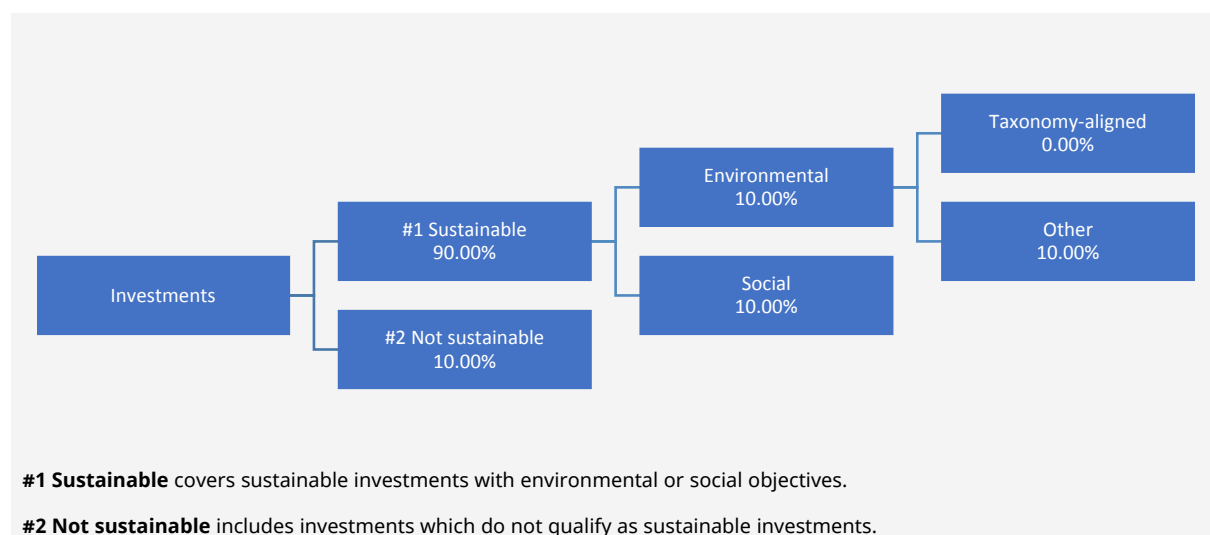 Taxonomy-aligned
0.00%
Environmental
10.00%
#1 Sustainable
90.00%
Other
10.00%
Investments
Social
10.00%
#2 Not sustainable
10.00%
#1 Sustainable covers sustainable investments with environmental or social objectives.
#2 Not sustainable includes investments which do not qualify as sustainable investments.